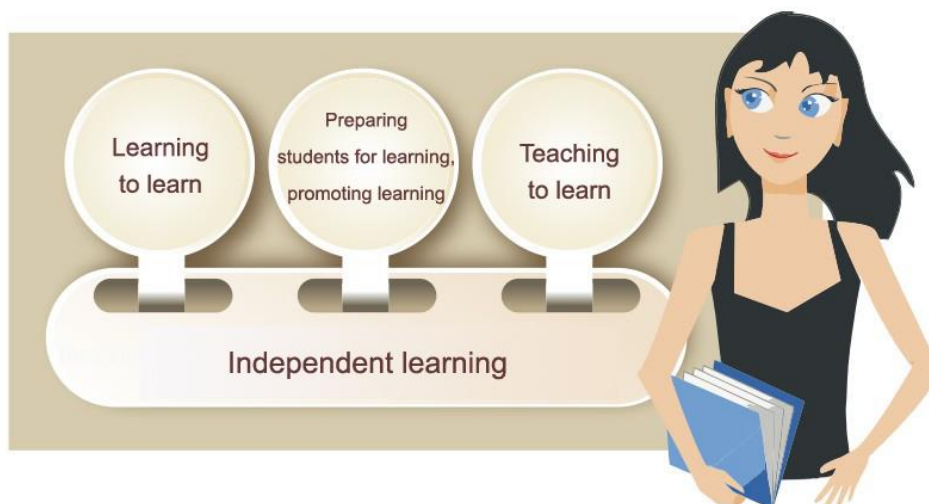 Learning
to learn
Preparing
students for learning,
promoting learning
Teaching
to learn
Independent learning